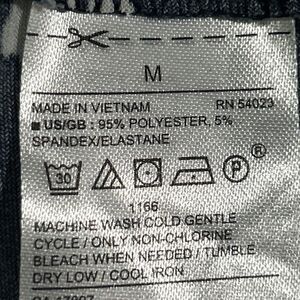 M
MADE IN VIETNAM RN 54023
US/GB : 95% POLYESTER, 5%
SPANDEX/ELASTANE
30 P ®
1166
MACHINE WASH COLD GENTLE
CYCLE / ONLY NON-CHLORINE
BLEACH WHEN NEEDED / TUMBLE
DRY LOW / COOL IRON